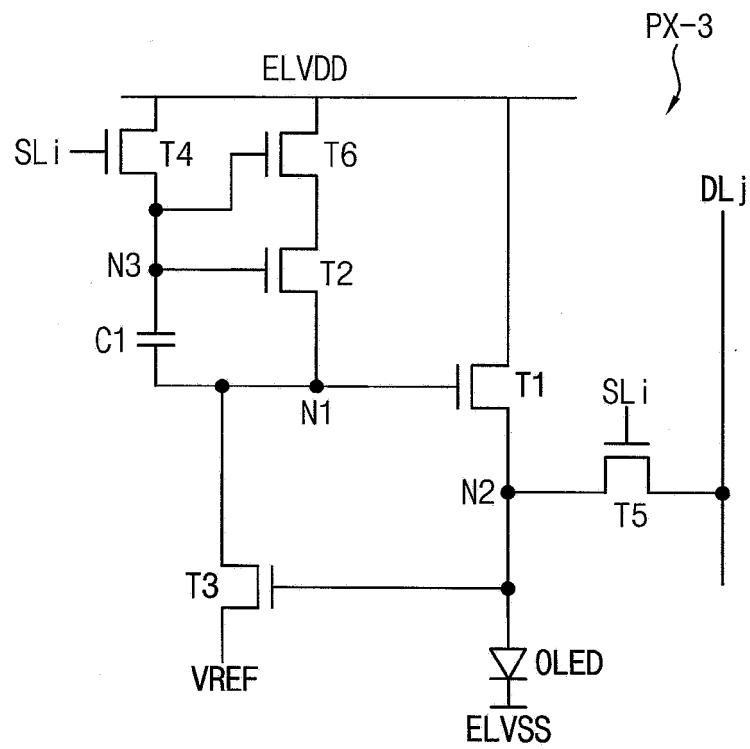 PX-3
ELVDD
SLi
T4
T6
DLj
N3
T2
C1
T1
SLi
N1
N2
T5
T3
OLED
VREF
ELVSS